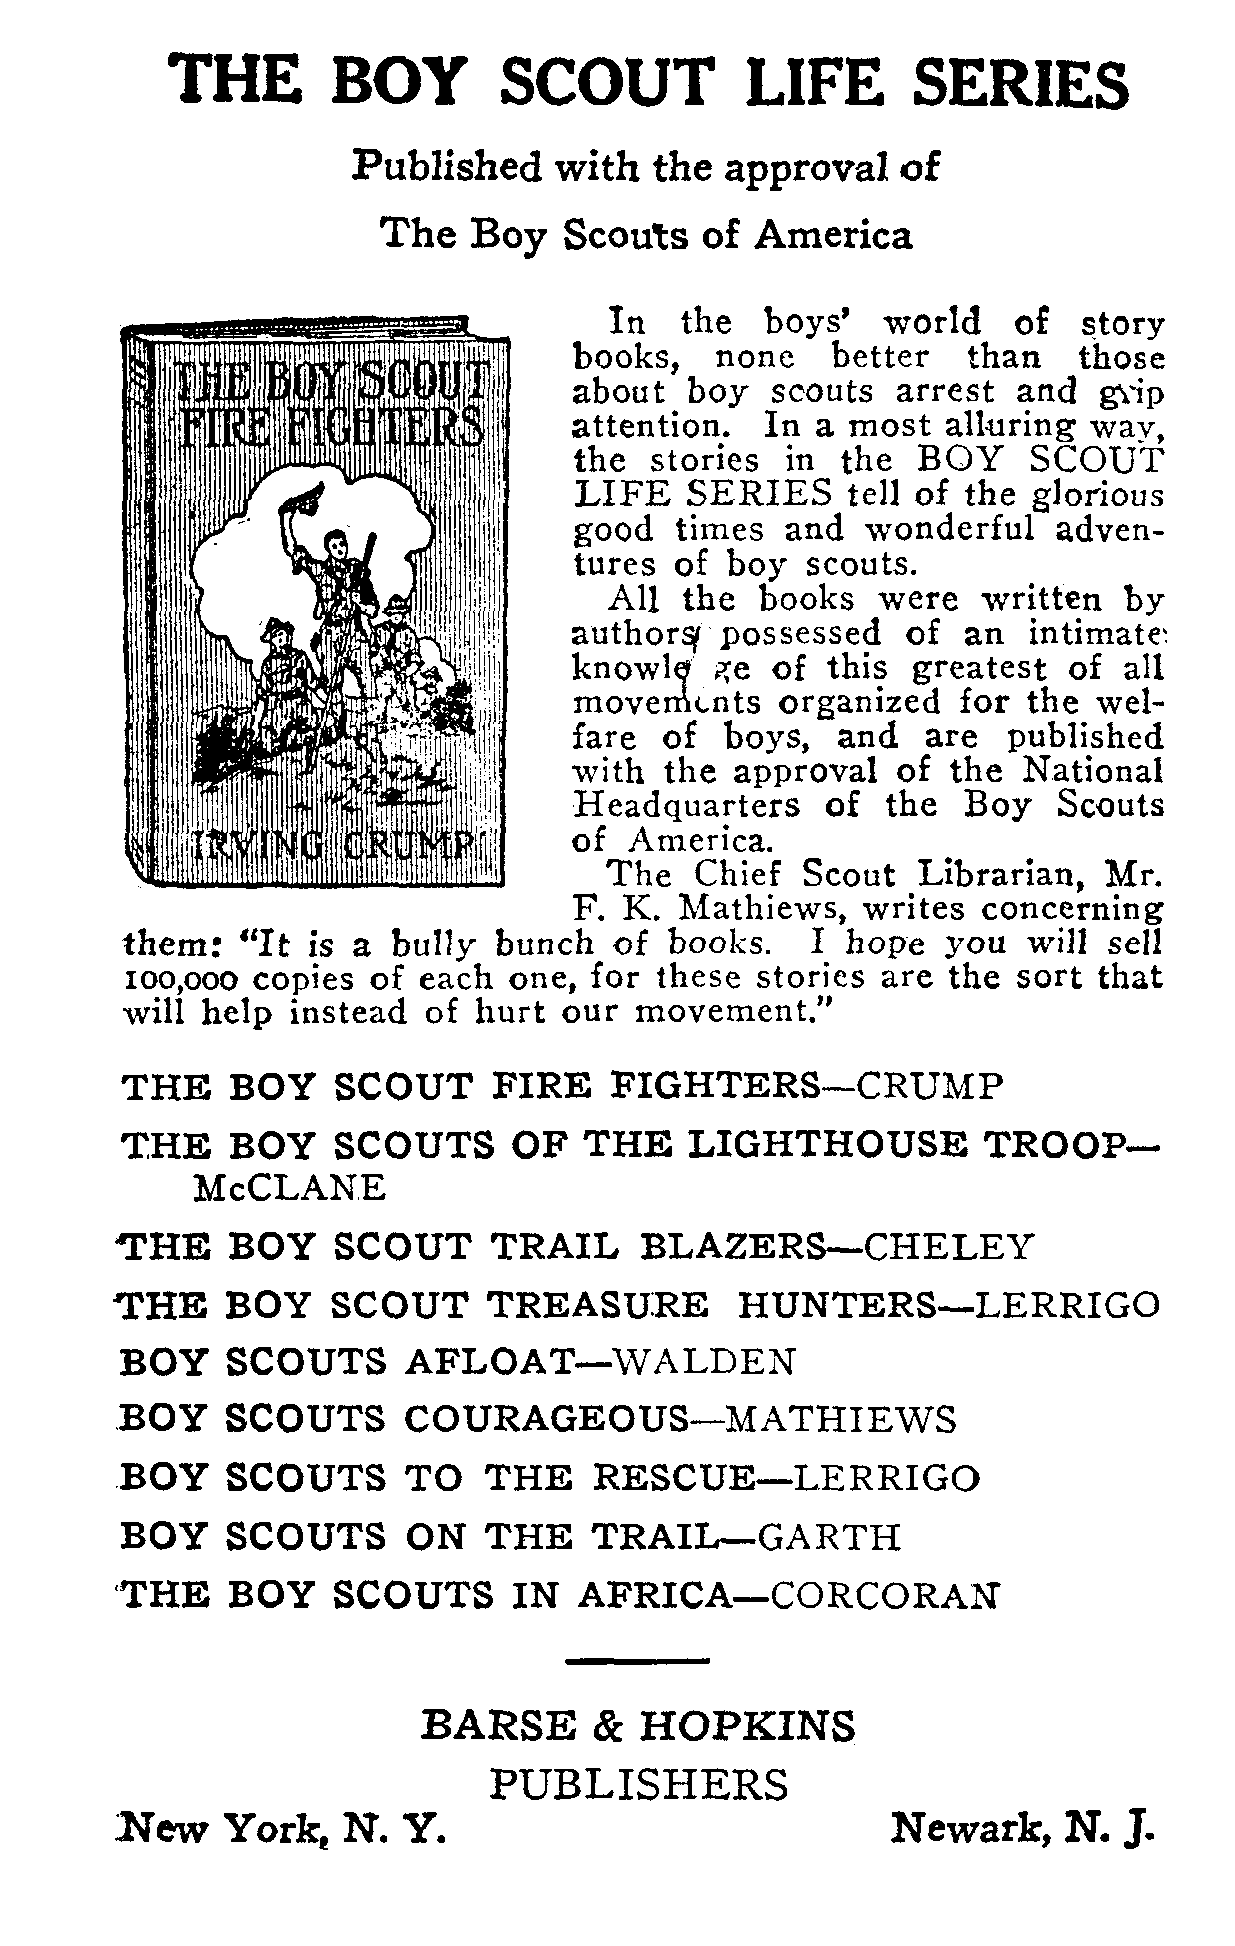 THE BOY SCOUT LIFE SERIES
Published with the approval of
The Boy Scouts of America
THE BOY SCOUT
FIRE FIGHTERS
IRVING CRUMP
In the boys' world of story
books, none better than those
about boy scouts arrest and grip
attention. In a most alluring way,
the stories in the BOY SCOUT
LIFE SERIES tell of the glorious
good times and wonderful adven-
tures of boy scouts.
All the books were written by
authors possessed of an intimate
knowledge of this greatest of all
movements organized for the wel-
fare of boys, and are published
with the approval of the National
Headquarters of the Boy Scouts
of America.
The Chief Scout Librarian, Mr.
F. K. Mathiews, writes concerning
them: "It is a bully bunch of books. I hope you will sell
100,000 copies of each one, for these stories are the sort that
will help instead of hurt our movement."
THE BOY SCOUT FIRE FIGHTERS—CRUMP
THE BOY SCOUTS OF THE LIGHTHOUSE TROOP—
McCLANE
THE BOY SCOUT TRAIL BLAZERS—CHELEY
THE BOY SCOUT TREASURE HUNTERS—LERRIGO
BOY SCOUTS AFLOAT—WALDEN
BOY SCOUTS COURAGEOUS—MATHIEWS
BOY SCOUTS TO THE RESCUE—LERRIGO
BOY SCOUTS ON THE TRAIL—GARTH
THE BOY SCOUTS IN AFRICA—CORCORAN
BARSE & HOPKINS
PUBLISHERS
New York, N. Y. Newark, N. J.